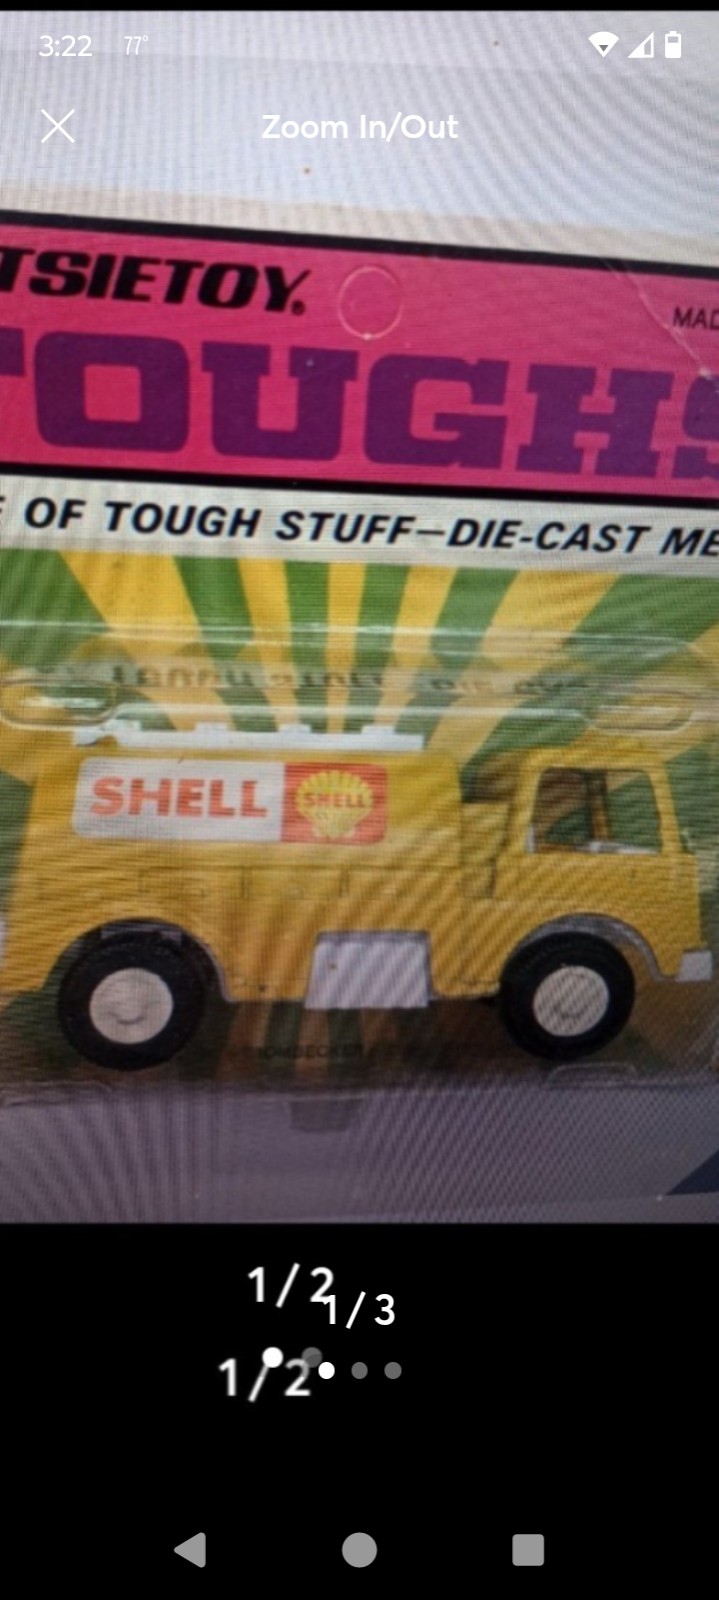 3:22 77°
Zoom In/Out
TSIETOY®
MAD
TOUGHS
E OF TOUGH STUFF—DIE-CAST ME
SHELL SHELL
1/2
1/3
1/2